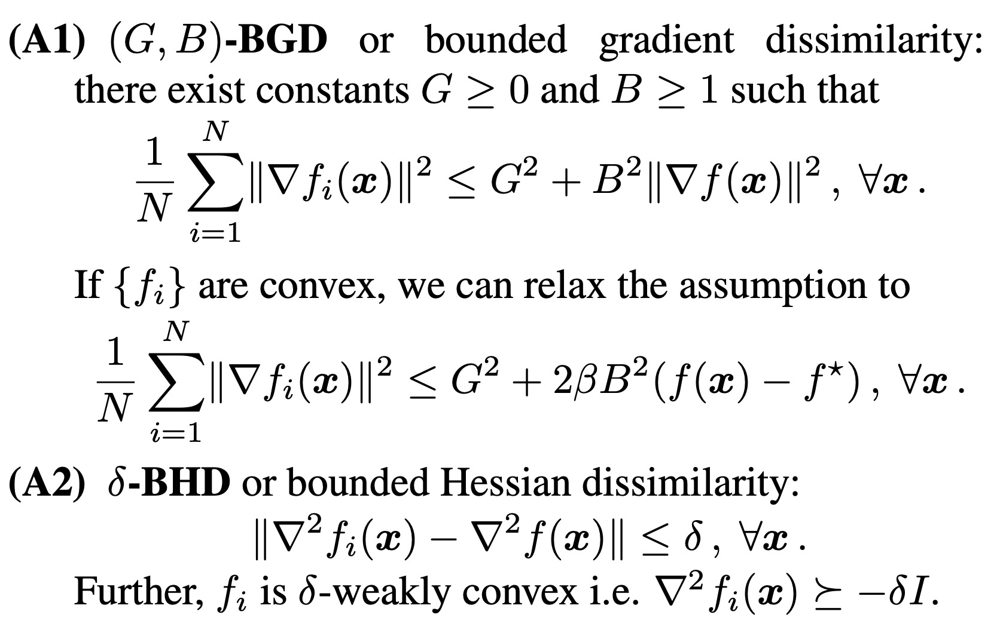 (A1) (G, B)-BGD or bounded gradient dissimilarity:
there exist constants G ≥ 0 and B ≥ 1 such that
$\frac{1}{N} \sum_{i=1}^{N} \|\nabla f_i(\boldsymbol{x})\|^2 \leq G^2 + B^2 \|\nabla f(\boldsymbol{x})\|^2 , \ \forall \boldsymbol{x} .$
If {f_i} are convex, we can relax the assumption to
$\frac{1}{N} \sum_{i=1}^{N} \|\nabla f_i(\boldsymbol{x})\|^2 \leq G^2 + 2\beta B^2 (f(\boldsymbol{x}) - f^\star) , \ \forall \boldsymbol{x} .$
(A2) δ-BHD or bounded Hessian dissimilarity:
$\|\nabla^2 f_i(\boldsymbol{x}) - \nabla^2 f(\boldsymbol{x})\| \leq \delta , \ \forall \boldsymbol{x} .$
Further, $f_i$ is δ-weakly convex i.e. $\nabla^2 f_i(\boldsymbol{x}) \succeq -\delta I.$